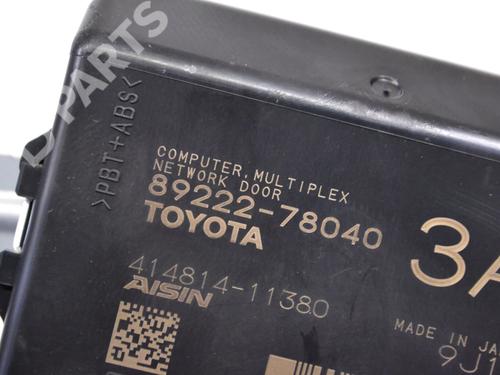 B-PARTS
>PBT+ABS<
COMPUTER, MULTIPLEX
NETWORK DOOR
89222-78040
TOYOTA
3A
414814-11380
AISIN
MADE IN JA
9J1